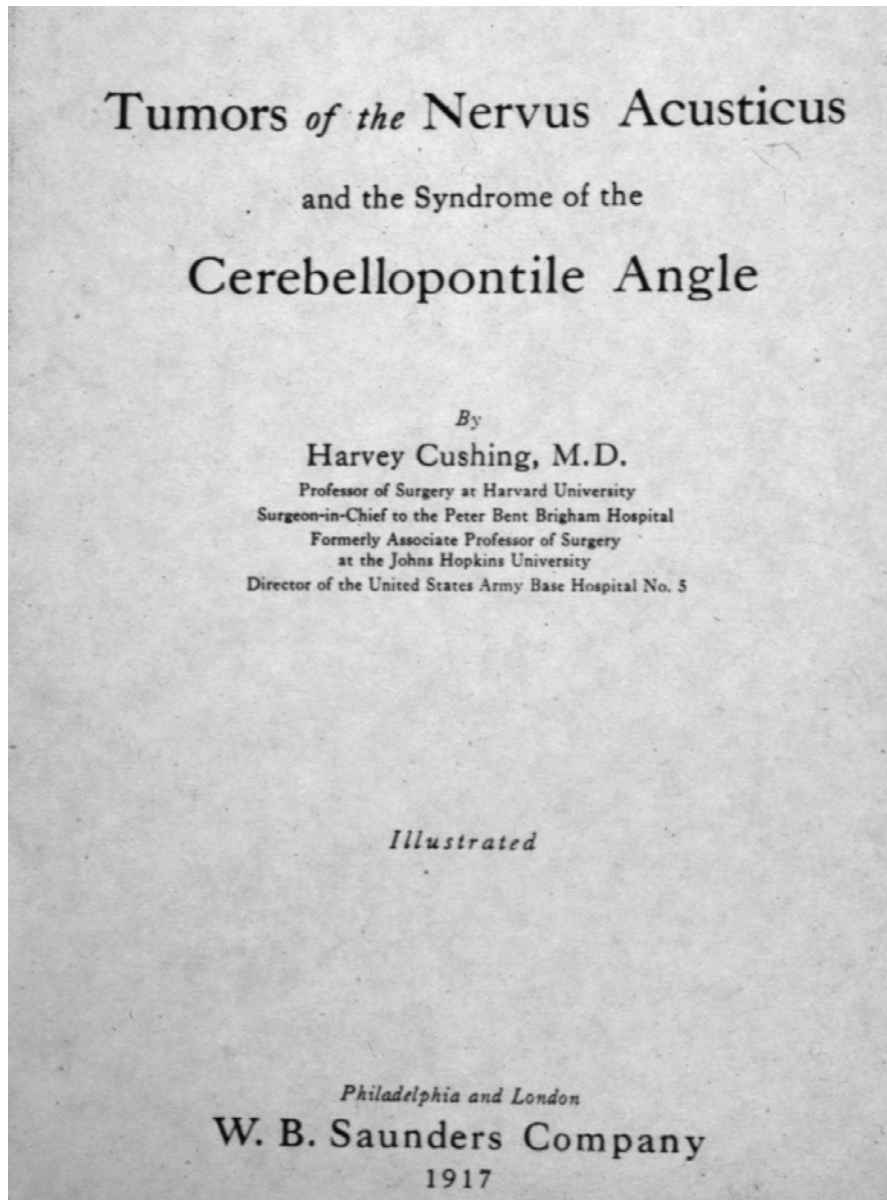 Tumors of the Nervus Acusticus
and the Syndrome of the
Cerebellopontile Angle
By
Harvey Cushing, M.D.
Professor of Surgery at Harvard University
Surgeon-in-Chief to the Peter Bent Brigham Hospital
Formerly Associate Professor of Surgery
at the Johns Hopkins University
Director of the United States Army Base Hospital No. 5
Illustrated
Philadelphia and London
W. B. Saunders Company
1917